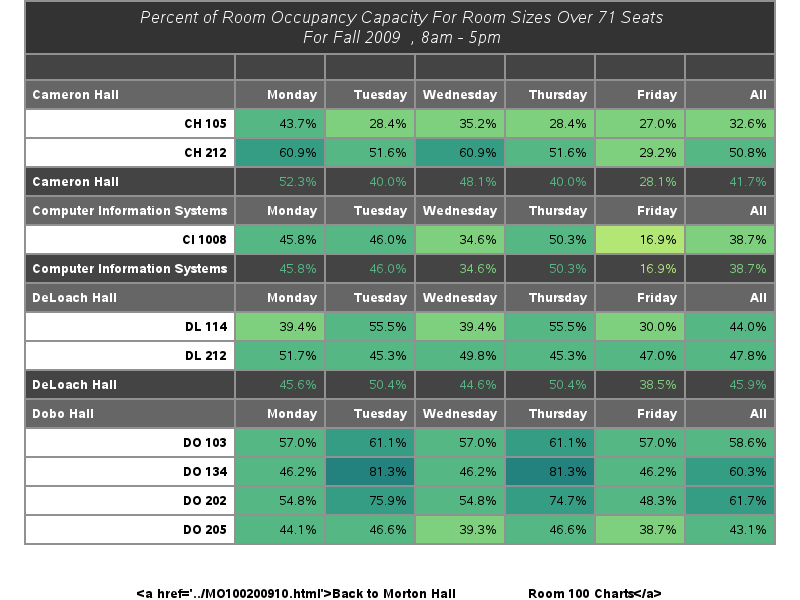 Percent of Room Occupancy Capacity For Room Sizes Over 71 Seats
For Fall 2009 , 8am - 5pm
Cameron Hall Monday Tuesday Wednesday Thursday Friday All
CH 105 43.7% 28.4% 35.2% 28.4% 27.0% 32.6%
CH 212 60.9% 51.6% 60.9% 51.6% 29.2% 50.8%
Cameron Hall 52.3% 40.0% 48.1% 40.0% 28.1% 41.7%
Computer Information Systems Monday Tuesday Wednesday Thursday Friday All
CI 1008 45.8% 46.0% 34.6% 50.3% 16.9% 38.7%
Computer Information Systems 45.8% 46.0% 34.6% 50.3% 16.9% 38.7%
DeLoach Hall Monday Tuesday Wednesday Thursday Friday All
DL 114 39.4% 55.5% 39.4% 55.5% 30.0% 44.0%
DL 212 51.7% 45.3% 49.8% 45.3% 47.0% 47.8%
DeLoach Hall 45.6% 50.4% 44.6% 50.4% 38.5% 45.9%
Dobo Hall Monday Tuesday Wednesday Thursday Friday All
DO 103 57.0% 61.1% 57.0% 61.1% 57.0% 58.6%
DO 134 46.2% 81.3% 46.2% 81.3% 46.2% 60.3%
DO 202 54.8% 75.9% 54.8% 74.7% 48.3% 61.7%
DO 205 44.1% 46.6% 39.3% 46.6% 38.7% 43.1%
<a href='../MO100200910.html'>Back to Morton Hall Room 100 Charts</a>